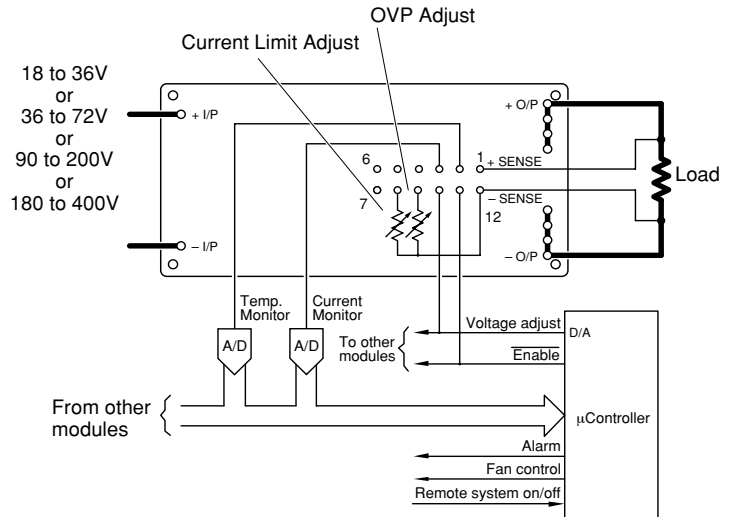 OVP Adjust
Current Limit Adjust
18 to 36V
or
36 to 72V
or
90 to 200V
or
180 to 400V
+ I/P
– I/P
+ O/P
6
1
+ SENSE
7
– SENSE
12
– O/P
Load
Temp.
Monitor
Current
Monitor
A/D
A/D
To other
modules
Voltage adjust
D/A
Enable
From other
modules
µController
Alarm
Fan control
Remote system on/off